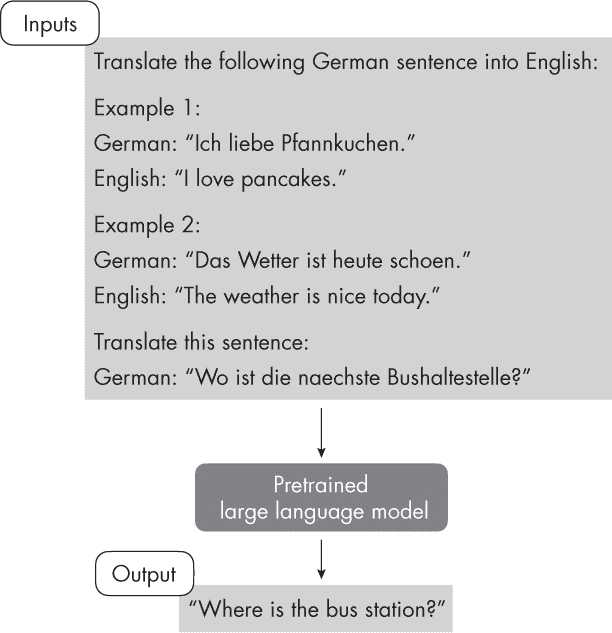 Inputs
Translate the following German sentence into English:
Example 1:
German: “Ich liebe Pfannkuchen.”
English: “I love pancakes.”
Example 2:
German: “Das Wetter ist heute schoen.”
English: “The weather is nice today.”
Translate this sentence:
German: “Wo ist die naechste Bushaltestelle?”
Pretrained
large language model
Output
“Where is the bus station?”